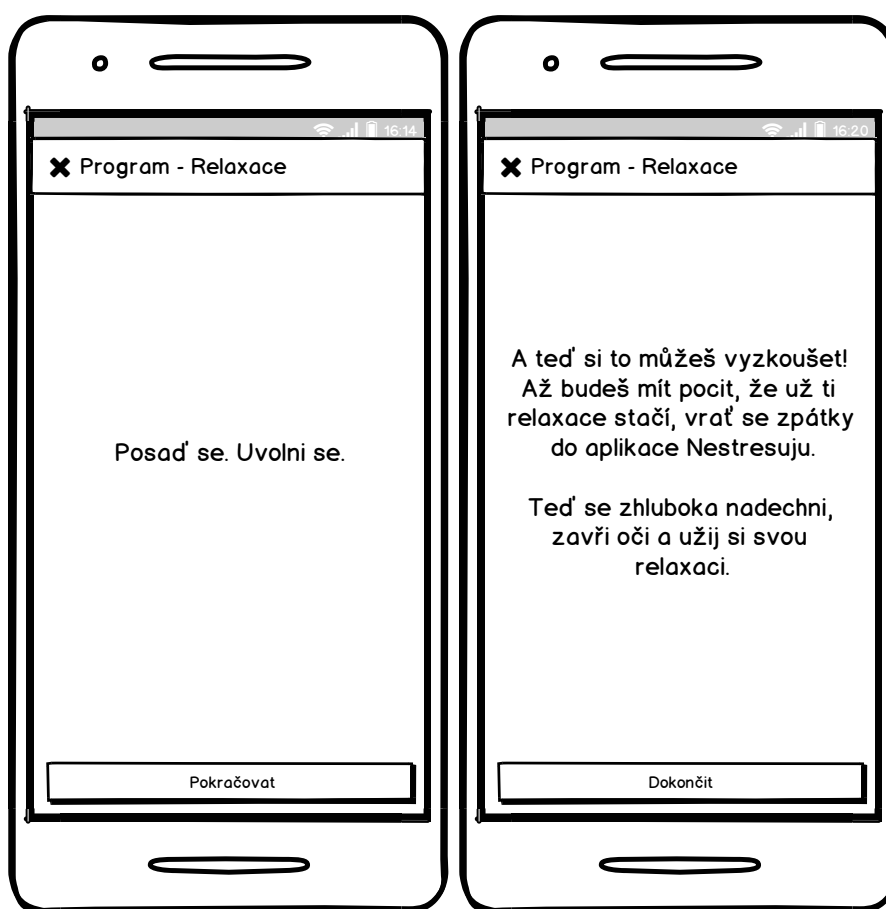 16:14
Program - Relaxace
Posaď se. Uvolni se.
Pokračovat
16:20
Program - Relaxace
A teď si to můžeš vyzkoušet!
Až budeš mít pocit, že už ti
relaxace stačí, vrať se zpátky
do aplikace Nestresuju.
Teď se zhluboka nadechni,
zavři oči a užij si svou
relaxaci.
Dokončit